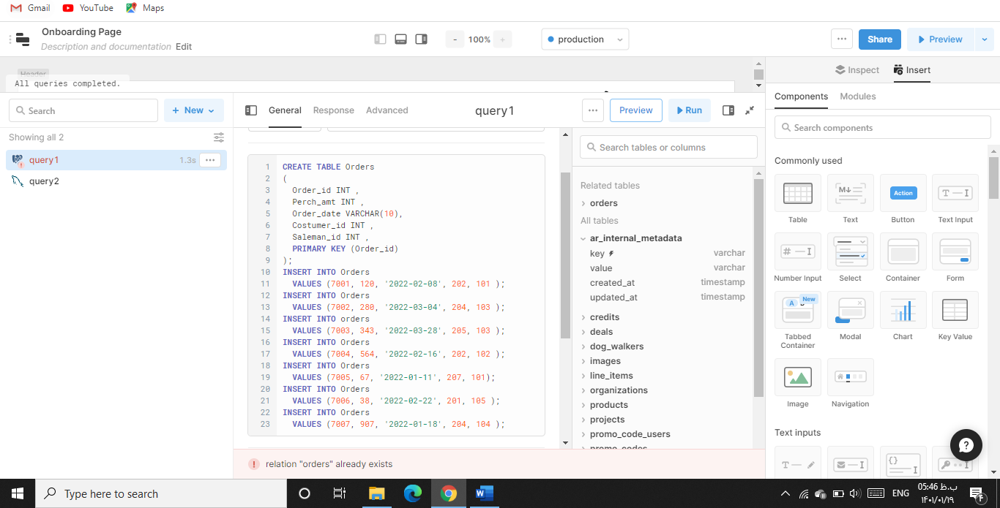 Gmail YouTube Maps
Onboarding Page
Description and documentation Edit
- 100% +
production
Share
Preview
Header
All queries completed.
Inspect Insert
Components Modules
Search components
Search
+ New
Showing all 2
query1 1.3s
query2
General Response Advanced
query1
Preview
Run
1 CREATE TABLE Orders
2 (
3 Order_id INT ,
4 Perch_amt INT ,
5 Order_date VARCHAR(10),
6 Costumer_id INT ,
7 Saleman_id INT ,
8 PRIMARY KEY (Order_id)
9 );
10 INSERT INTO Orders
11 VALUES (7001, 120, '2022-02-08', 202, 101 );
12 INSERT INTO Orders
13 VALUES (7002, 280, '2022-03-04', 204, 103 );
14 INSERT INTO orders
15 VALUES (7003, 343, '2022-03-28', 205, 103 );
16 INSERT INTO Orders
17 VALUES (7004, 564, '2022-02-16', 202, 102 );
18 INSERT INTO Orders
19 VALUES (7005, 67, '2022-01-11', 207, 101);
20 INSERT INTO Orders
21 VALUES (7006, 38, '2022-02-22', 201, 105 );
22 INSERT INTO Orders
23 VALUES (7007, 907, '2022-01-18', 204, 104 );
Search tables or columns
Related tables
orders
All tables
ar_internal_metadata
key varchar
value varchar
created_at timestamp
updated_at timestamp
credits
deals
dog_walkers
images
line_items
organizations
products
projects
promo_code_users
promo_codes
relation "orders" already exists
Commonly used
Action
Table Text Button Text Input
Number Input Select Container Form
New
Tabbed Container Modal Chart Key Value
Image Navigation
Text inputs
Type here to search
ENG
05:46 ب.ظ
۱۴۰۱/۰۱/۱۹